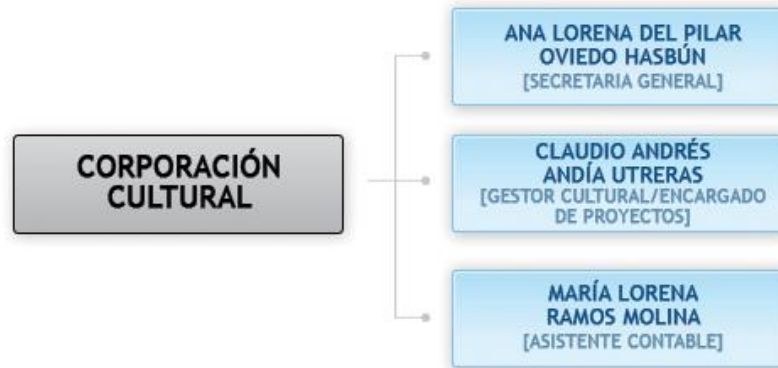 CORPORACIÓN
CULTURAL
ANA LORENA DEL PILAR
OVIEDO HASBÚN
[SECRETARIA GENERAL]
CLAUDIO ANDRÉS
ANDÍA UTRERAS
[GESTOR CULTURAL/ENCARGADO
DE PROYECTOS]
MARÍA LORENA
RAMOS MOLINA
[ASISTENTE CONTABLE]